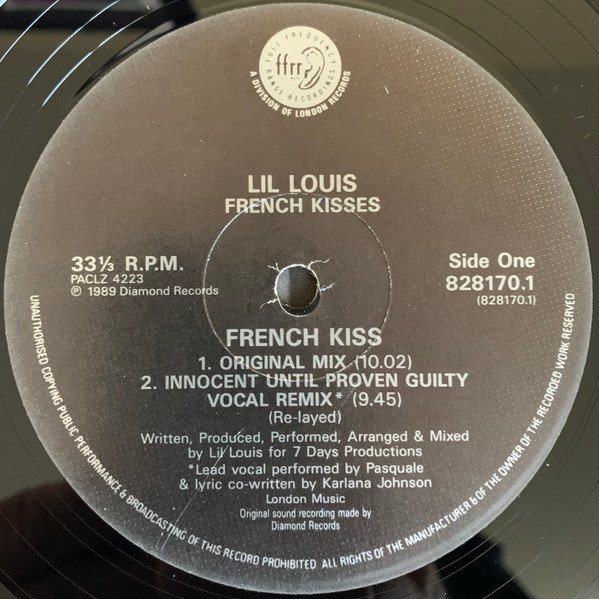 FULL FREQUENCY
ffrr
RANGE RECORDINGS
A DIVISION OF LONDON RECORDS
LIL LOUIS
FRENCH KISSES
33⅓ R.P.M.
PACLZ 4223
℗ 1989 Diamond Records
Side One
828170.1
(828170.1)
FRENCH KISS
1. ORIGINAL MIX (10.02)
2. INNOCENT UNTIL PROVEN GUILTY
VOCAL REMIX* (9.45)
(Re-layed)
Written, Produced, Performed, Arranged & Mixed
by Lil Louis for 7 Days Productions
*Lead vocal performed by Pasquale
& lyric co-written by Karlana Johnson
London Music
Original sound recording made by
Diamond Records
UNAUTHORISED COPYING PUBLIC PERFORMANCE & BROADCASTING OF THIS RECORD PROHIBITED ALL RIGHTS OF THE MANUFACTURER & OF THE OWNER OF THE RECORDED WORK RESERVED